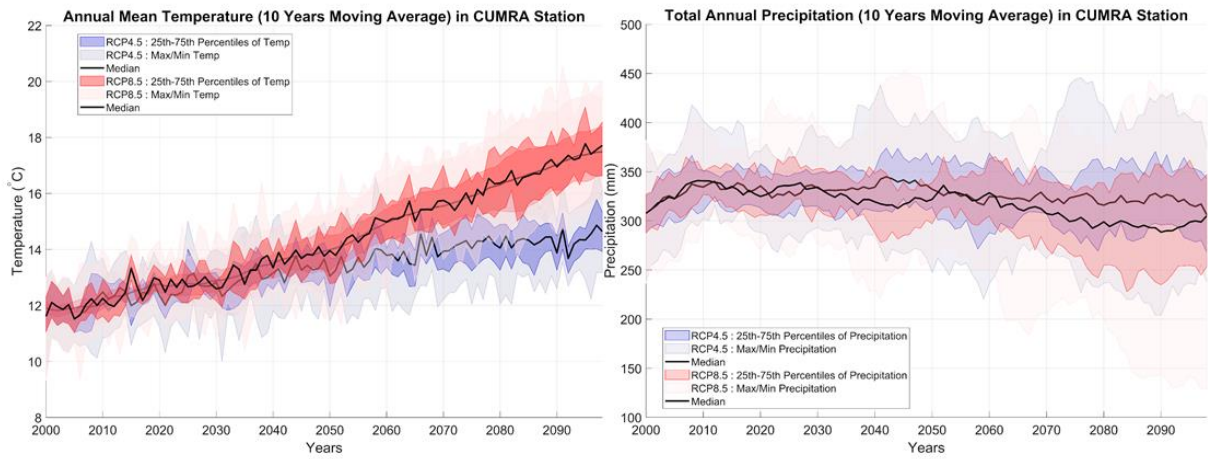 Annual Mean Temperature (10 Years Moving Average) in CUMRA Station
22
20
18
16
14
12
10
8
Temperature (°C)
RCP4.5 : 25th-75th Percentiles of Temp
RCP4.5 : Max/Min Temp
Median
RCP8.5 : 25th-75th Percentiles of Temp
RCP8.5 : Max/Min Temp
Median
2000 2010 2020 2030 2040 2050 2060 2070 2080 2090
Years
Total Annual Precipitation (10 Years Moving Average) in CUMRA Station
500
450
400
350
300
250
300
150
100
Precipitation (mm)
RCP4.5 : 25th-75th Percentiles of Precipitation
RCP4.5 : Max/Min Precipitation
Median
RCP8.5 : 25th-75th Percentiles of Precipitation
RCP8.5 : Max/Min Precipitation
Median
2000 2010 2020 2030 2040 2050 2060 2070 2080 2090
Years